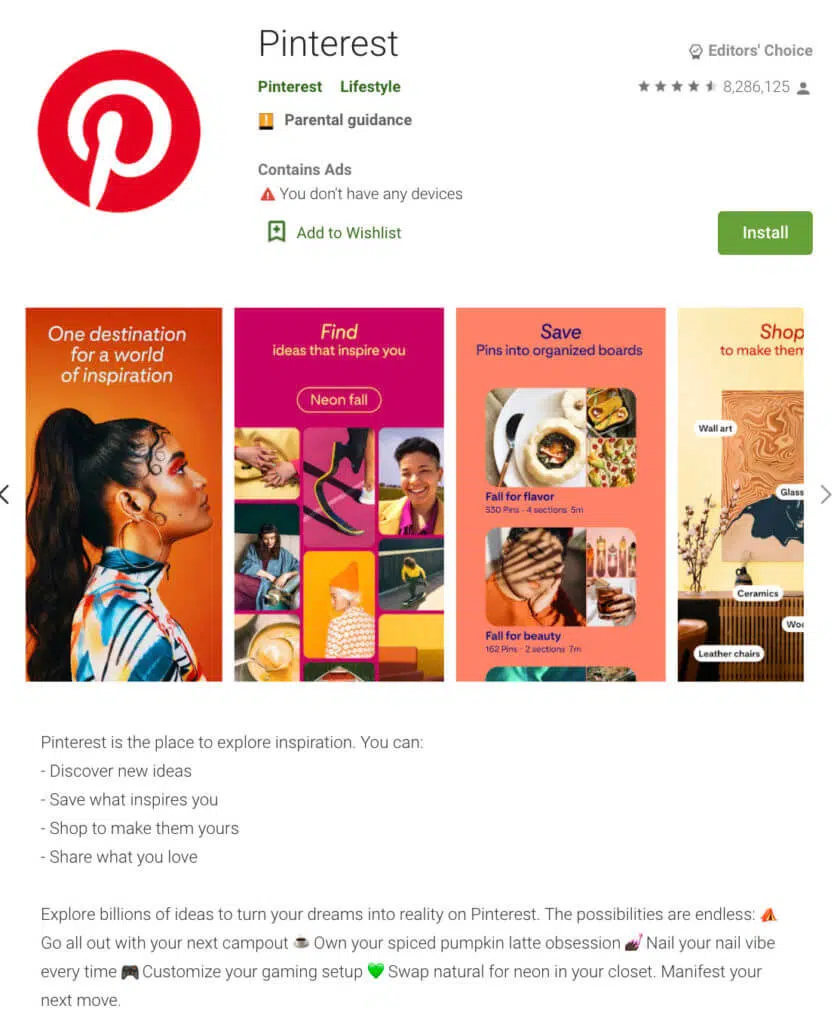 Pinterest
Editors' Choice
Pinterest Lifestyle
8,286,125
Parental guidance
Contains Ads
You don't have any devices
Add to Wishlist
Install
One destination
for a world
of inspiration
Find
ideas that inspire you
Neon fall
Save
Pins into organized boards
Fall for flavor
530 Pins · 4 sections 5m
Fall for beauty
162 Pins · 2 sections 7m
Shop
to make them
Wall art
Glass
Ceramics
Woo
Leather chairs
Pinterest is the place to explore inspiration. You can:
- Discover new ideas
- Save what inspires you
- Shop to make them yours
- Share what you love
Explore billions of ideas to turn your dreams into reality on Pinterest. The possibilities are endless: ⛺
Go all out with your next campout ☕ Own your spiced pumpkin latte obsession 💅 Nail your nail vibe
every time 🎮 Customize your gaming setup 💚 Swap natural for neon in your closet. Manifest your
next move.